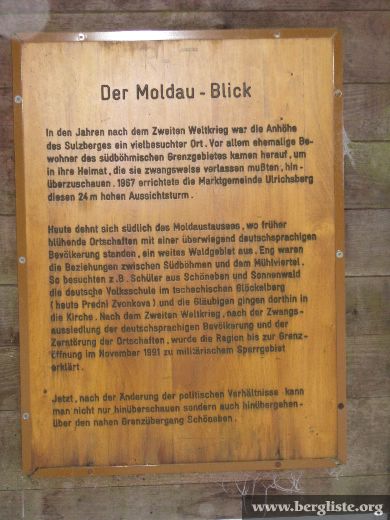 Der Moldau - Blick
In den Jahren nach dem Zweiten Weltkrieg war die Anhöhe
des Sulzberges ein vielbesuchter Ort. Vor allem ehemalige Be-
wohner des südböhmischen Grenzgebietes kamen herauf, um
in ihre Heimat, die sie zwangsweise verlassen mußten, hin-
überzuschauen. 1967 errichtete die Marktgemeinde Ulrichsberg
diesen 24 m hohen Aussichtsturm.
Heute dehnt sich südlich des Moldaustausees, wo früher
blühende Ortschaften mit einer überwiegend deutschsprachigen
Bevölkerung standen, ein weites Waldgebiet aus. Eng waren
die Beziehungen zwischen Südböhmen und dem Mühlviertel.
So besuchten z.B. Schüler aus Schöneben und Sonnenwald
die deutsche Volksschule im tschechischen Glöckelberg
(heute Predni Zvonkova) und die Gläubigen gingen dorthin in
die Kirche. Nach dem Zweiten Weltkrieg, nach der Zwangs-
aussiedlung der deutschsprachigen Bevölkerung und der
Zerstörung der Ortschaften, wurde die Region bis zur Grenz-
öffnung im November 1991 zu militärischem Sperrgebiet
erklärt.
Jetzt, nach der Änderung der politischen Verhältnisse kann
man nicht nur hinüberschauen sondern auch hinübergehen-
über den nahen Grenzübergang Schöneben.
www.bergliste.org